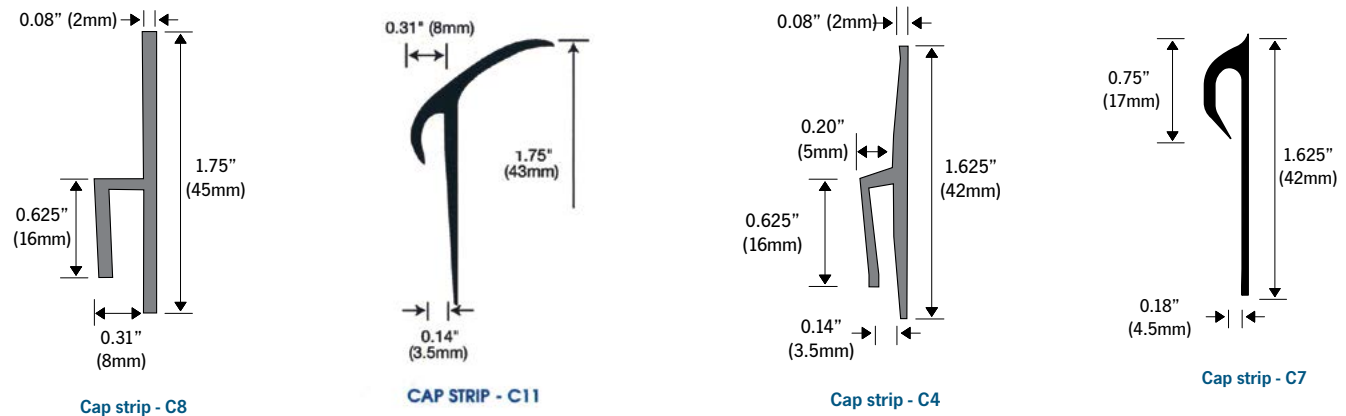 0.08” (2mm)
1.75”
(45mm)
0.625”
(16mm)
0.31”
(8mm)
Cap strip - C8
0.31" (8mm)
1.75"
(43mm)
0.14"
(3.5mm)
CAP STRIP - C11
0.08” (2mm)
0.20”
(5mm)
1.625”
(42mm)
0.625”
(16mm)
0.14”
(3.5mm)
Cap strip - C4
0.75”
(17mm)
1.625”
(42mm)
0.18”
(4.5mm)
Cap strip - C7